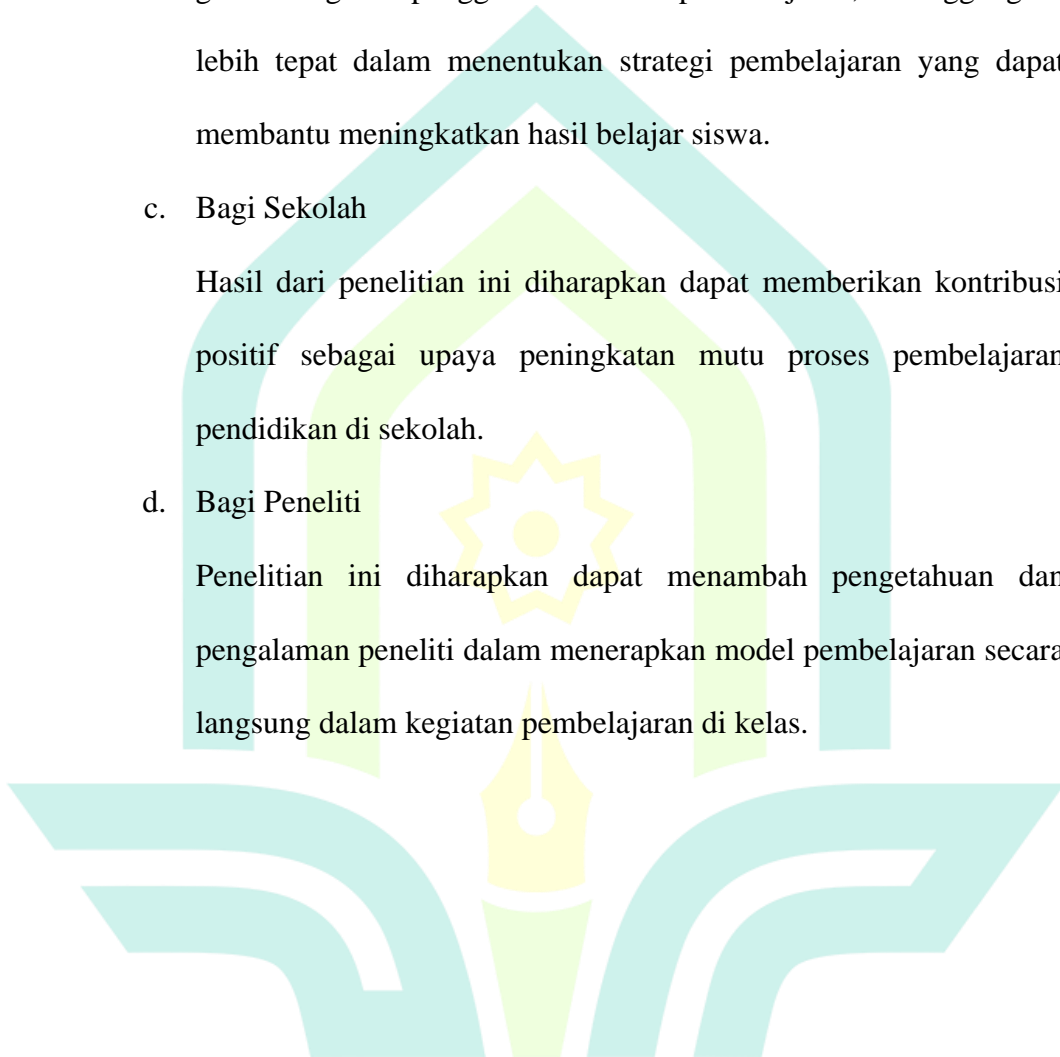 lebih tepat dalam menentukan strategi pembelajaran yang dapat
membantu meningkatkan hasil belajar siswa.
c. Bagi Sekolah
Hasil dari penelitian ini diharapkan dapat memberikan kontribusi
positif sebagai upaya peningkatan mutu proses pembelajaran
pendidikan di sekolah.
d. Bagi Peneliti
Penelitian ini diharapkan dapat menambah pengetahuan dan
pengalaman peneliti dalam menerapkan model pembelajaran secara
langsung dalam kegiatan pembelajaran di kelas.